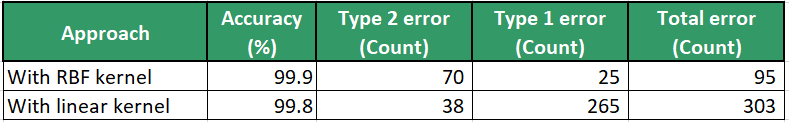 Approach Accuracy (%) Type 2 error (Count) Type 1 error (Count) Total error (Count)
With RBF kernel 99.9 70 25 95
With linear kernel 99.8 38 265 303